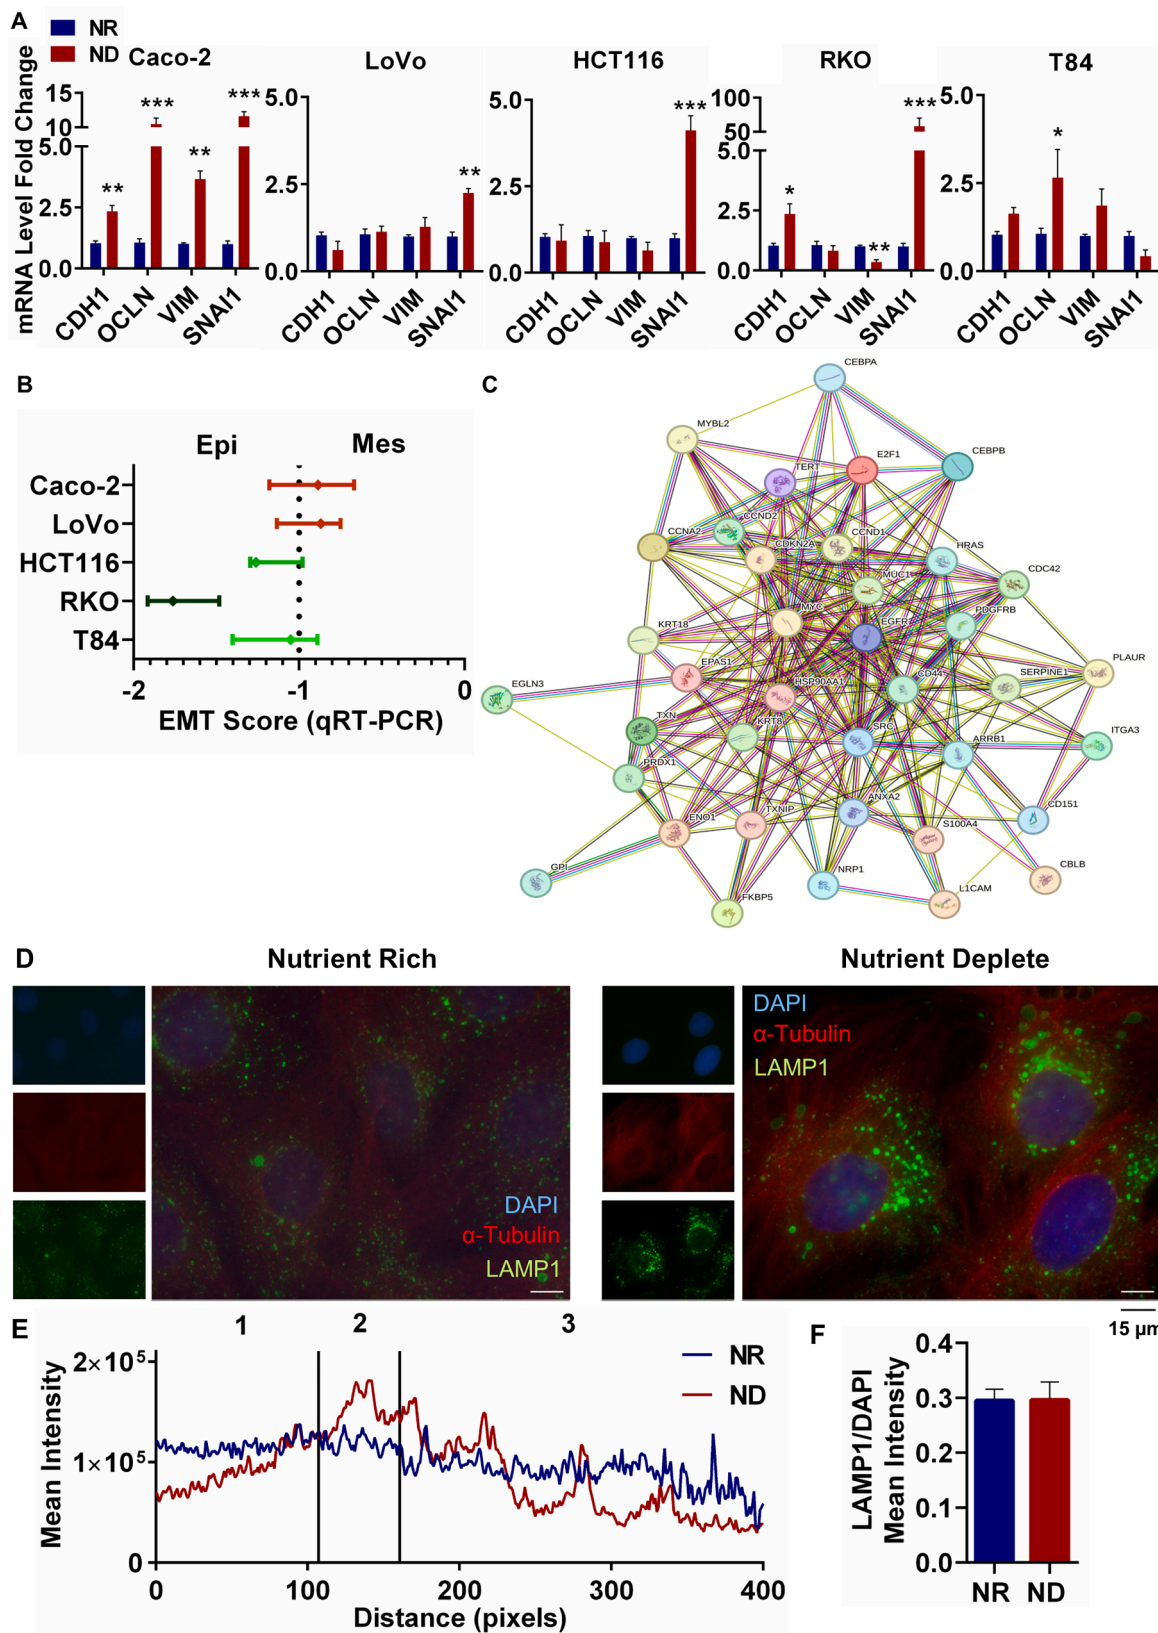 A
NR
ND
Caco-2
LoVo
HCT116
RKO
T84
mRNA Level Fold Change
15
10
5.0
2.5
0.0
*** *** ** **
CDH1 OCLN VIM SNAI1
5.0
2.5
0.0
**
CDH1 OCLN VIM SNAI1
5.0
2.5
0.0
***
CDH1 OCLN VIM SNAI1
100
50
5.0
2.5
0.0
* ** ***
CDH1 OCLN VIM SNAI1
5.0
2.5
0.0
*
CDH1 OCLN VIM SNAI1
B
Epi Mes
Caco-2
LoVo
HCT116
RKO
T84
-2 -1 0
EMT Score (qRT-PCR)
C
CEBPA
MYBL2
E2F1
CEBPB
TERT
CCND2
CCND1
CCNA2
CDKN2A
HRAS
CDC42
MUC1
MYC
PDGFRB
KRT18
EGFR
EPAS1
CD44
SERPINE1
PLAUR
EGLN3
HSP90AA1
TXN
KRT8
SRC
ARRB1
ITGA3
PRDX1
ANXA2
CD151
ENO1
TXNIP
S100A4
GPI
NRP1
CBLB
FKBP5
L1CAM
D
Nutrient Rich
Nutrient Deplete
DAPI
α-Tubulin
LAMP1
DAPI
α-Tubulin
LAMP1
15 μm
E
1 2 3
NR
ND
Mean Intensity
2×10⁵
1×10⁵
0
0 100 200 300 400
Distance (pixels)
F
LAMP1/DAPI
Mean Intensity
0.4
0.3
0.2
0.1
0.0
NR ND